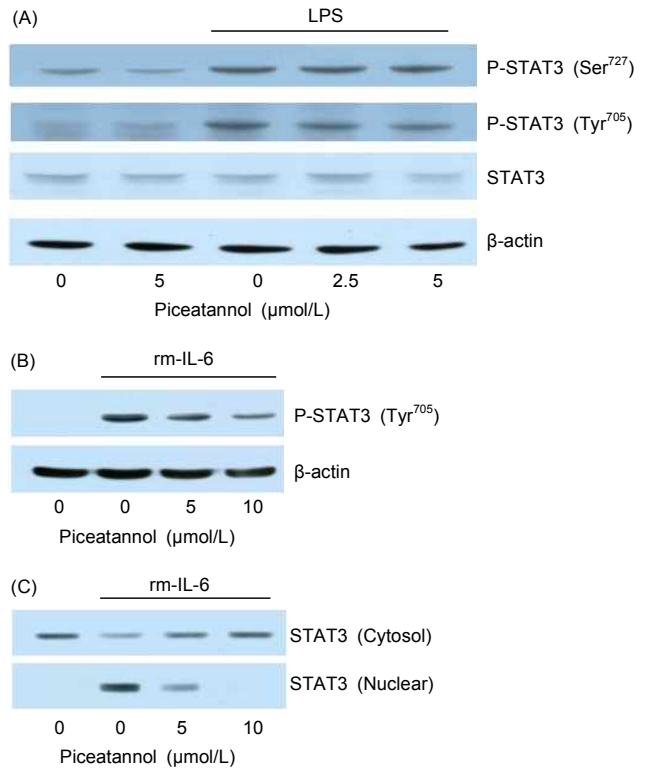 (A)
LPS
P-STAT3 (Ser⁷²⁷)
P-STAT3 (Tyr⁷⁰⁵)
STAT3
β-actin
0 5 0 2.5 5
Piceatannol (μmol/L)
(B)
rm-IL-6
P-STAT3 (Tyr⁷⁰⁵)
β-actin
0 0 5 10
Piceatannol (μmol/L)
(C)
rm-IL-6
STAT3 (Cytosol)
STAT3 (Nuclear)
0 0 5 10
Piceatannol (μmol/L)